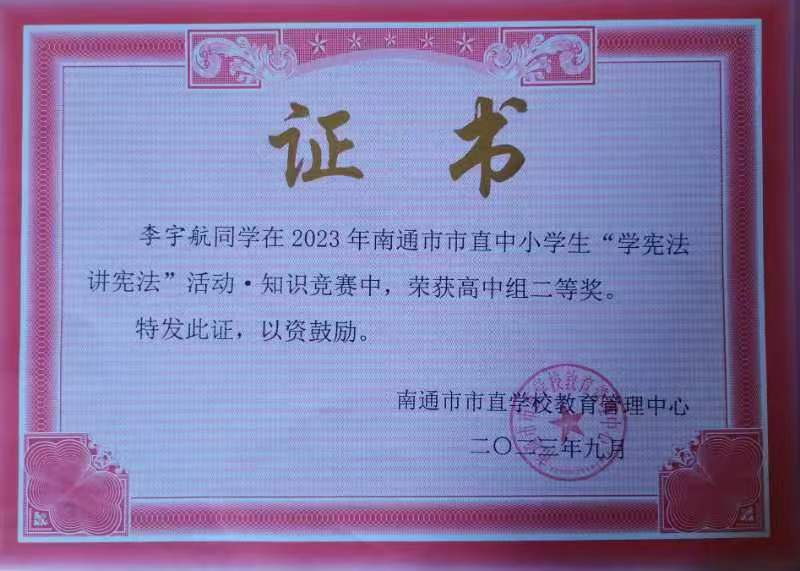 证书
李宇航同学在2023年南通市市直中小学生“学宪法
讲宪法”活动·知识竞赛中，荣获高中组二等奖。
特发此证，以资鼓励。
南通市市直学校教育管理中心
二〇二三年九月